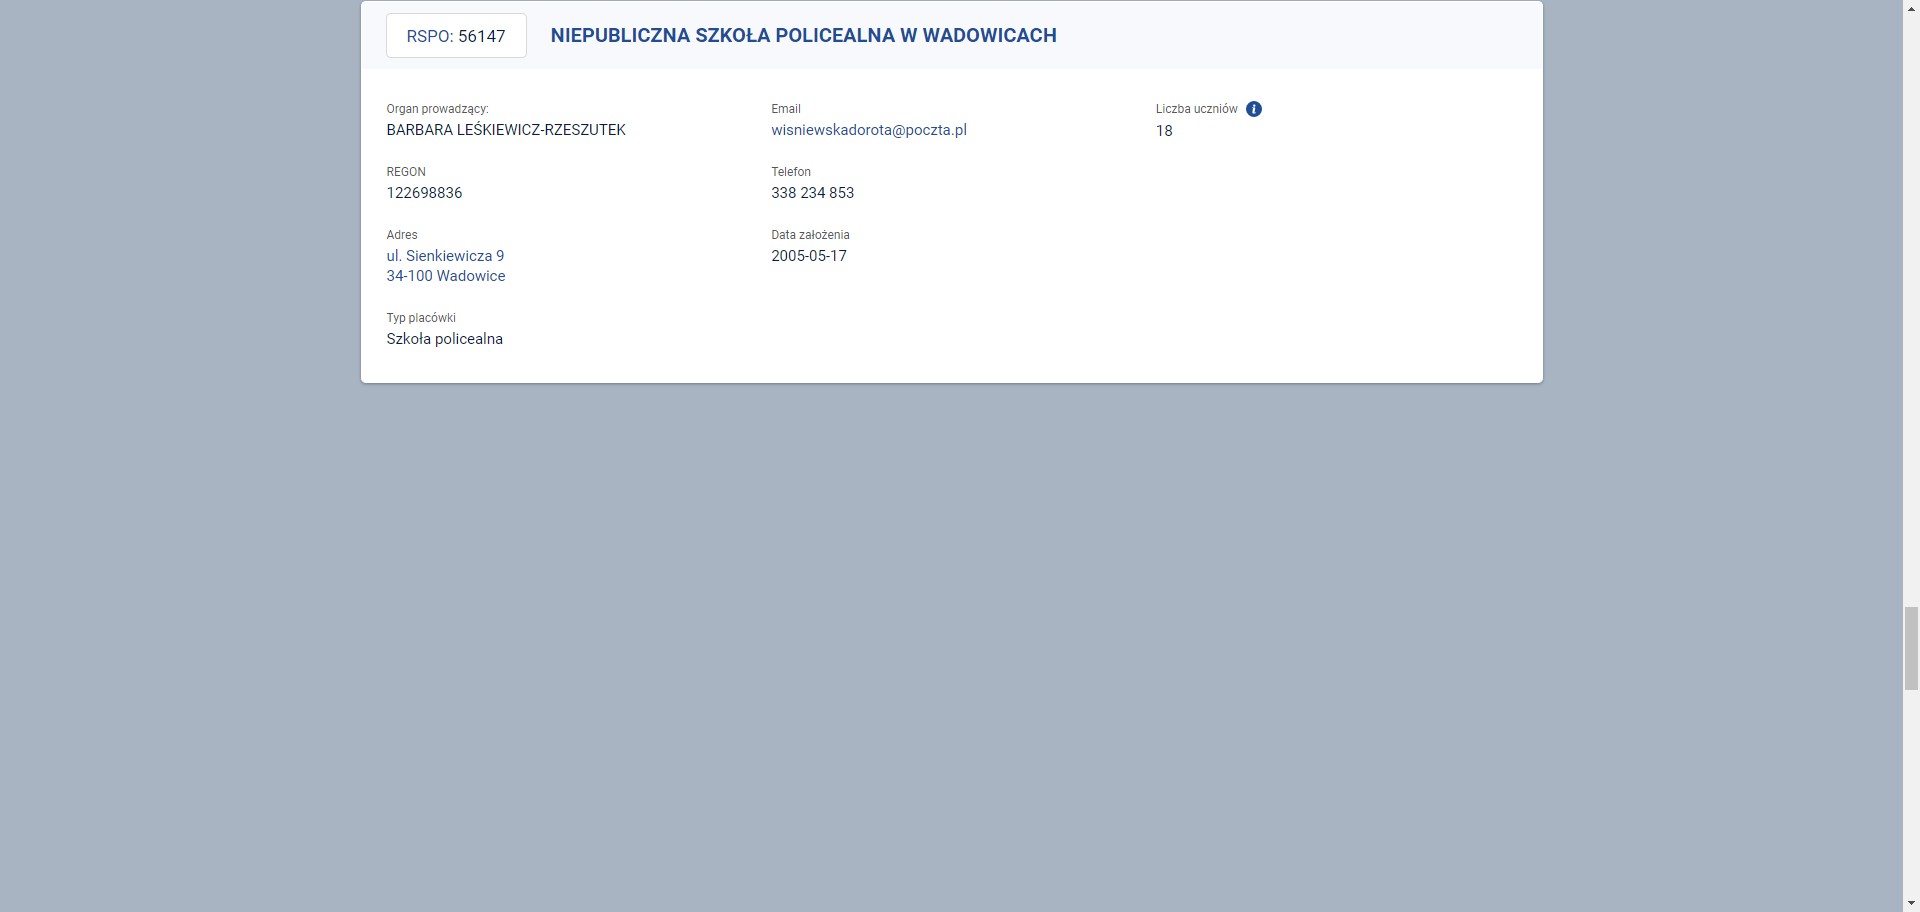 RSPO: 56147
NIEPUBLICZNA SZKOŁA POLICEALNA W WADOWICACH
Organ prowadzący:
BARBARA LEŚKIEWICZ-RZESZUTEK
REGON
122698836
Adres
ul. Sienkiewicza 9
34-100 Wadowice
Typ placówki
Szkoła policealna
Email
wisniewskadorota@poczta.pl
Telefon
338 234 853
Data założenia
2005-05-17
Liczba uczniów
18